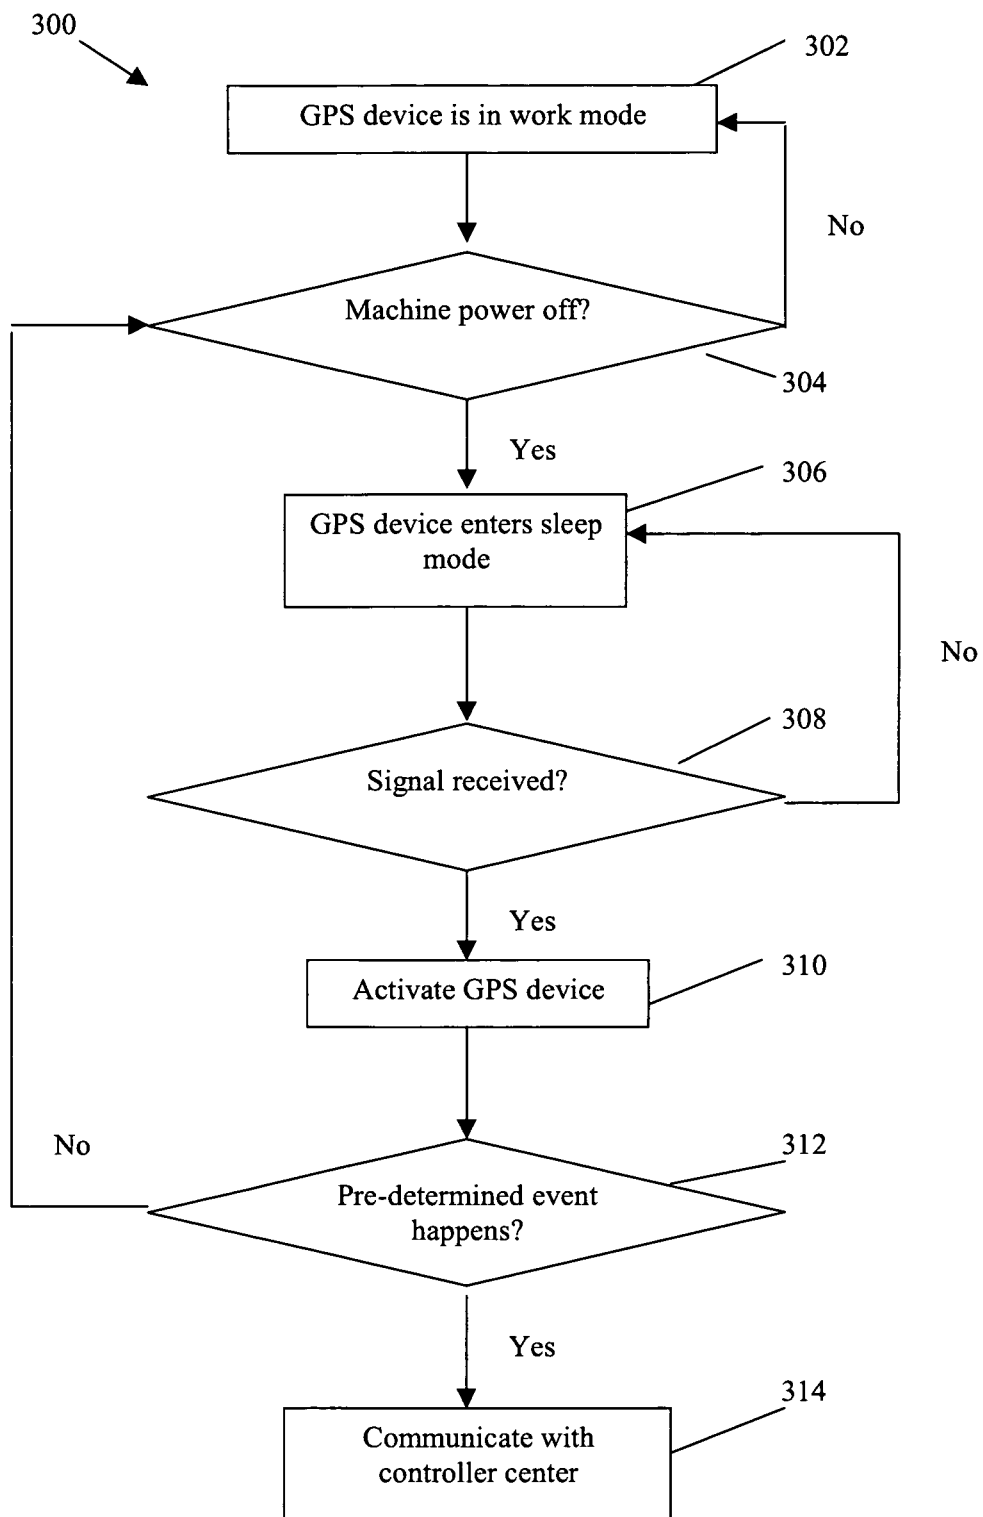 300
302
GPS device is in work mode
No
Machine power off?
304
Yes
306
GPS device enters sleep
mode
No
308
Signal received?
Yes
310
Activate GPS device
No
312
Pre-determined event
happens?
Yes
314
Communicate with
controller center